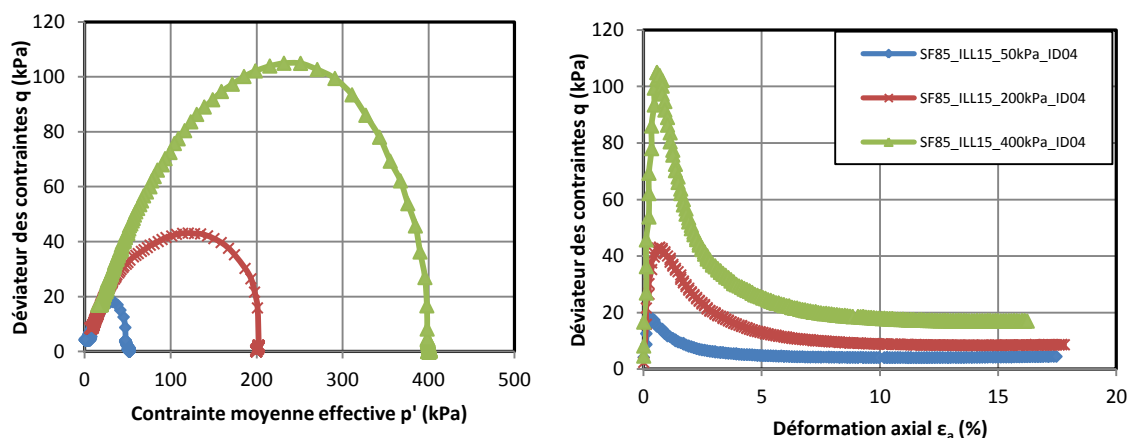 Déviateur des contraintes q (kPa)
120
100
80
60
40
20
0
0 100 200 300 400 500
Contrainte moyenne effective p' (kPa)
Déviateur des contraintes q (kPa)
120
100
80
60
40
20
0
0 5 10 15 20
Déformation axial εa (%)
SF85_ILL15_50kPa_ID04
SF85_ILL15_200kPa_ID04
SF85_ILL15_400kPa_ID04